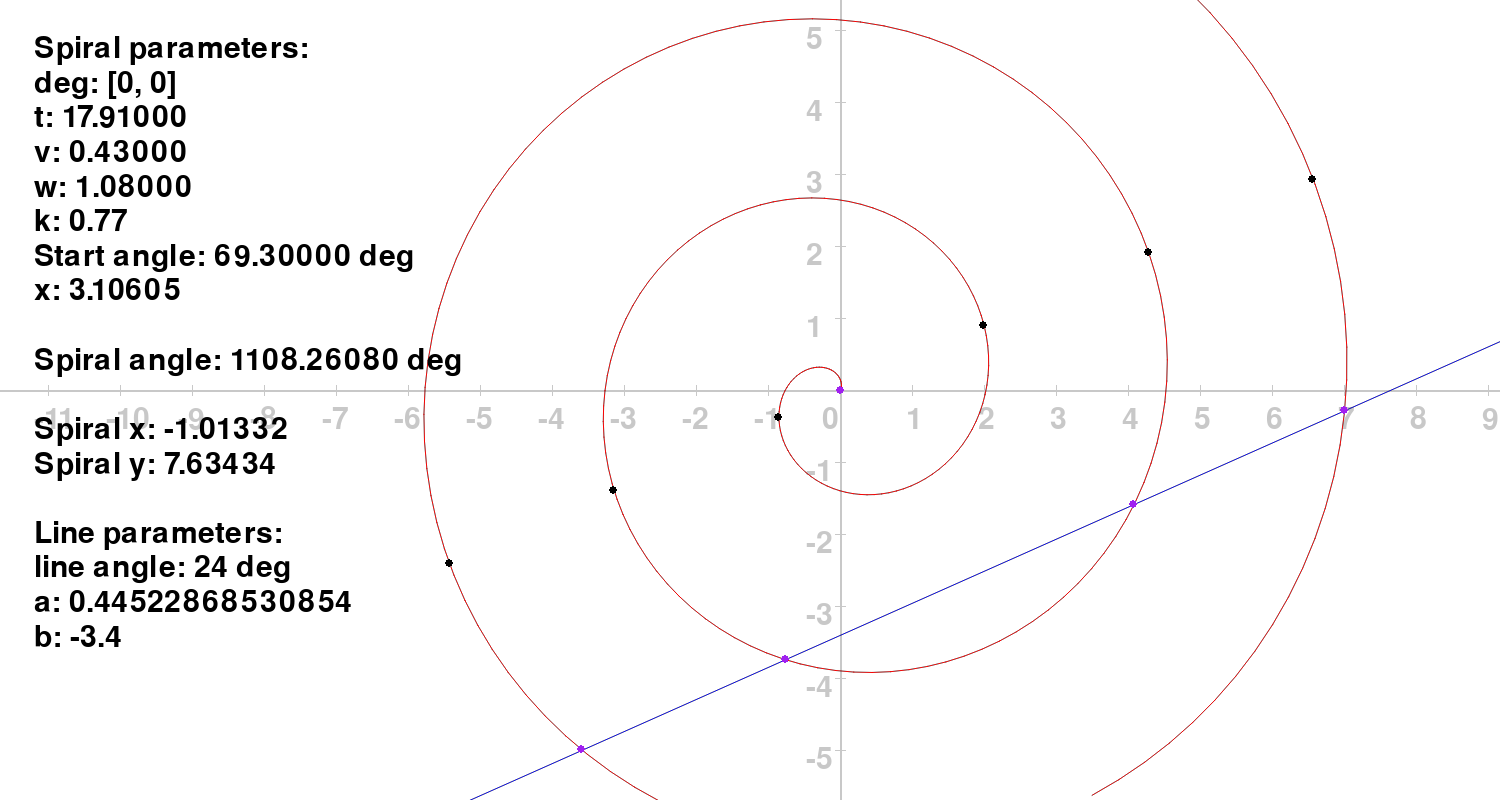 Spiral parameters:
deg: [0, 0]
t: 17.91000
v: 0.43000
w: 1.08000
k: 0.77
Start angle: 69.30000 deg
x: 3.10605
Spiral angle: 1108.26080 deg
Spiral x: -1.01332
Spiral y: 7.63434
Line parameters:
line angle: 24 deg
a: 0.44522868530854
b: -3.4
5
4
3
2
1
-11 -10 -9 -8 -7 -6 -5 -4 -3 -2 -1 0 1 2 3 4 5 6 7 8 9
-1
-2
-3
-4
-5